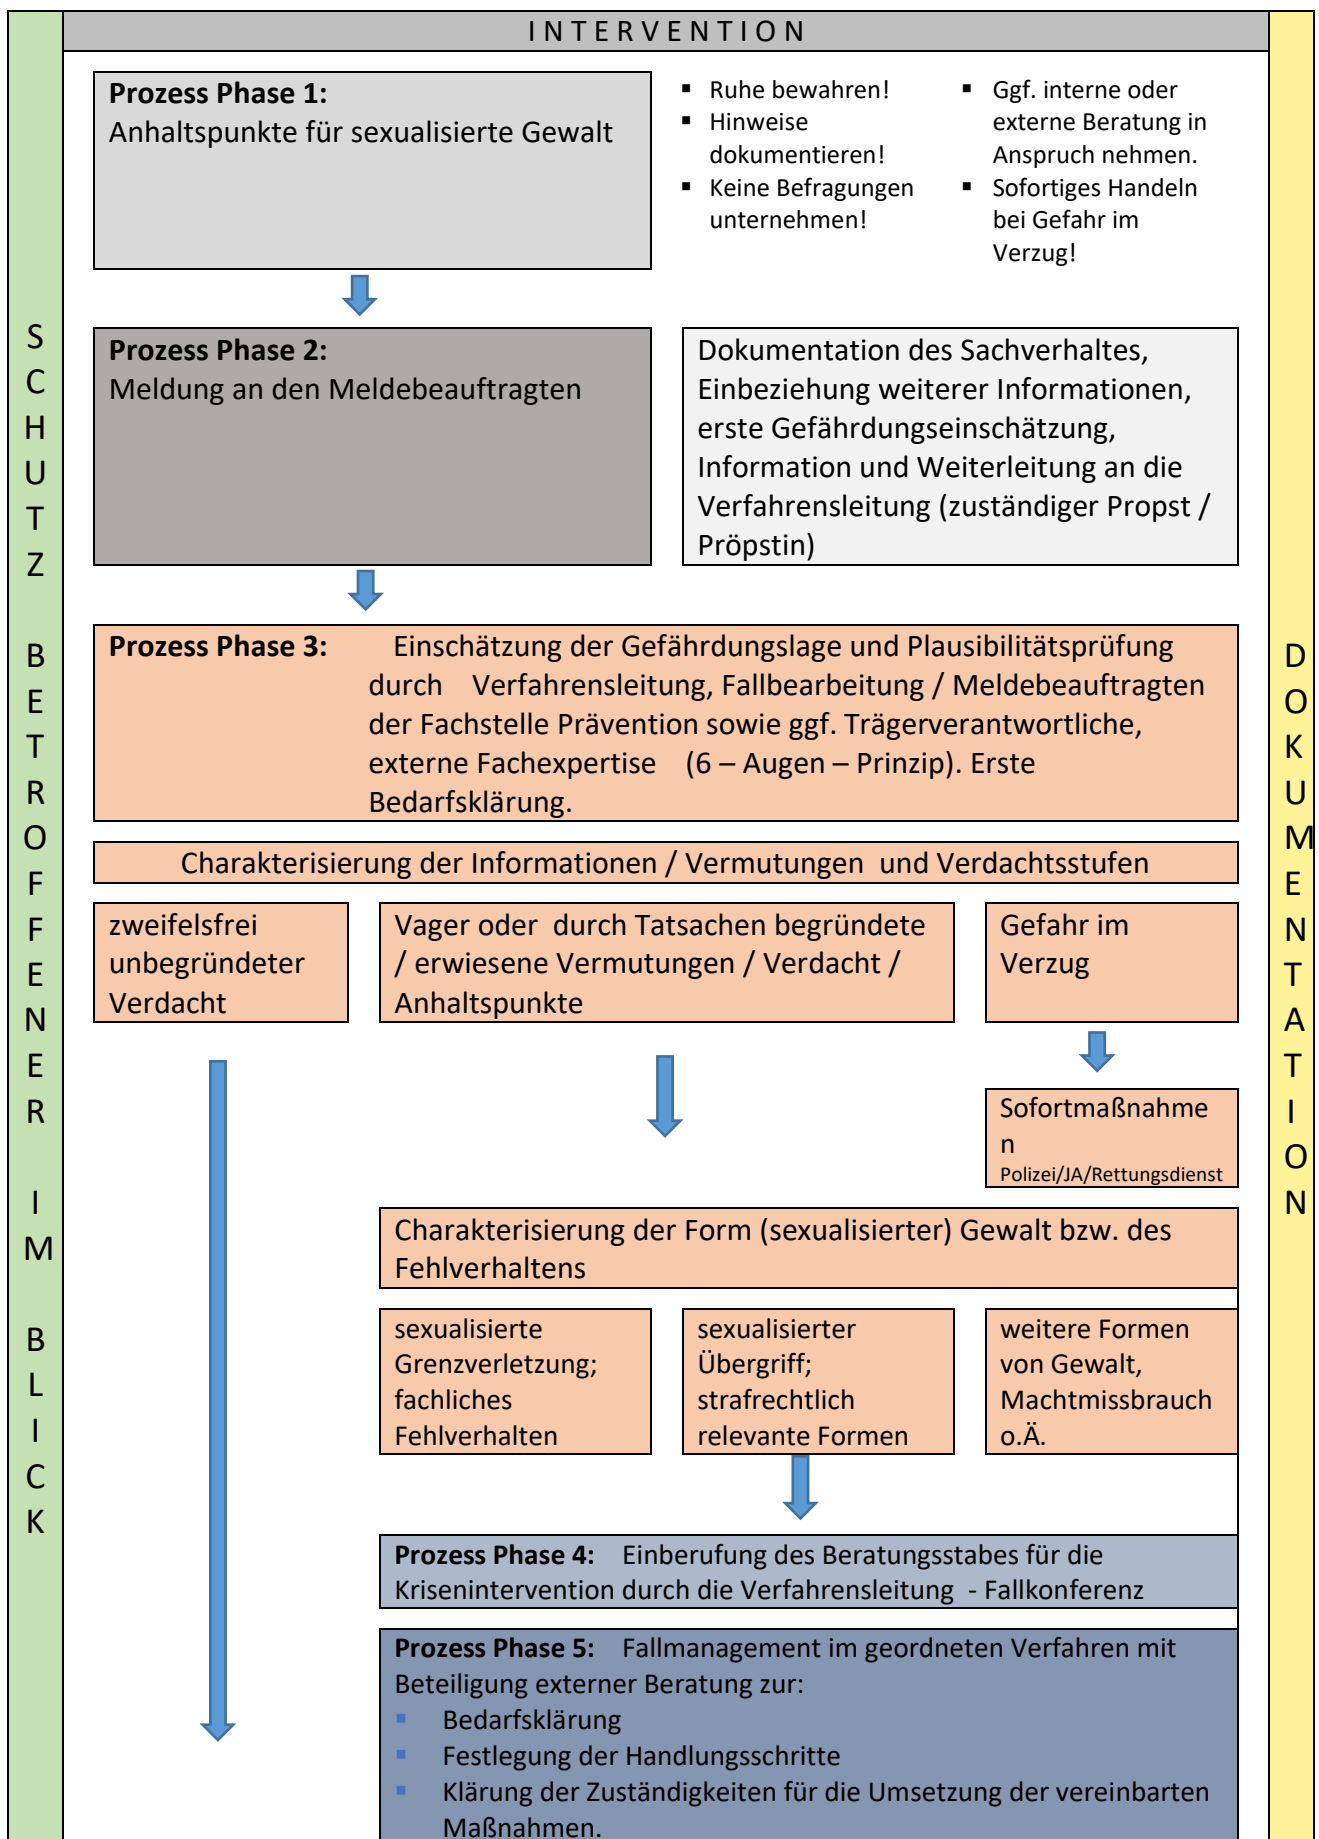 I N T E R V E N T I O N
Prozess Phase 1:
Anhaltspunkte für sexualisierte Gewalt
▪ Ruhe bewahren!
▪ Hinweise
dokumentieren!
▪ Keine Befragungen
unternehmen!
▪ Ggf. interne oder
externe Beratung in
Anspruch nehmen.
▪ Sofortiges Handeln
bei Gefahr im
Verzug!
Prozess Phase 2:
Meldung an den Meldebeauftragten
Dokumentation des Sachverhaltes,
Einbeziehung weiterer Informationen,
erste Gefährdungseinschätzung,
Information und Weiterleitung an die
Verfahrensleitung (zuständiger Propst /
Pröpstin)
Prozess Phase 3: Einschätzung der Gefährdungslage und Plausibilitätsprüfung
durch Verfahrensleitung, Fallbearbeitung / Meldebeauftragten
der Fachstelle Prävention sowie ggf. Trägerverantwortliche,
externe Fachexpertise (6 – Augen – Prinzip). Erste
Bedarfsklärung.
Charakterisierung der Informationen / Vermutungen und Verdachtsstufen
zweifelsfrei
unbegründeter
Verdacht
Vager oder durch Tatsachen begründete
/ erwiesene Vermutungen / Verdacht /
Anhaltspunkte
Gefahr im
Verzug
Sofortmaßnahme
n
Polizei/JA/Rettungsdienst
Charakterisierung der Form (sexualisierter) Gewalt bzw. des
Fehlverhaltens
sexualisierte
Grenzverletzung;
fachliches
Fehlverhalten
sexualisierter
Übergriff;
strafrechtlich
relevante Formen
weitere Formen
von Gewalt,
Machtmissbrauch
o.Ä.
Prozess Phase 4: Einberufung des Beratungsstabes für die
Krisenintervention durch die Verfahrensleitung - Fallkonferenz
Prozess Phase 5: Fallmanagement im geordneten Verfahren mit
Beteiligung externer Beratung zur:
▪ Bedarfsklärung
▪ Festlegung der Handlungsschritte
▪ Klärung der Zuständigkeiten für die Umsetzung der vereinbarten
Maßnahmen.
S
C
H
U
T
Z
B
E
T
R
O
F
F
E
N
E
R
I
M
B
L
I
C
K
D
O
K
U
M
E
N
T
A
T
I
O
N